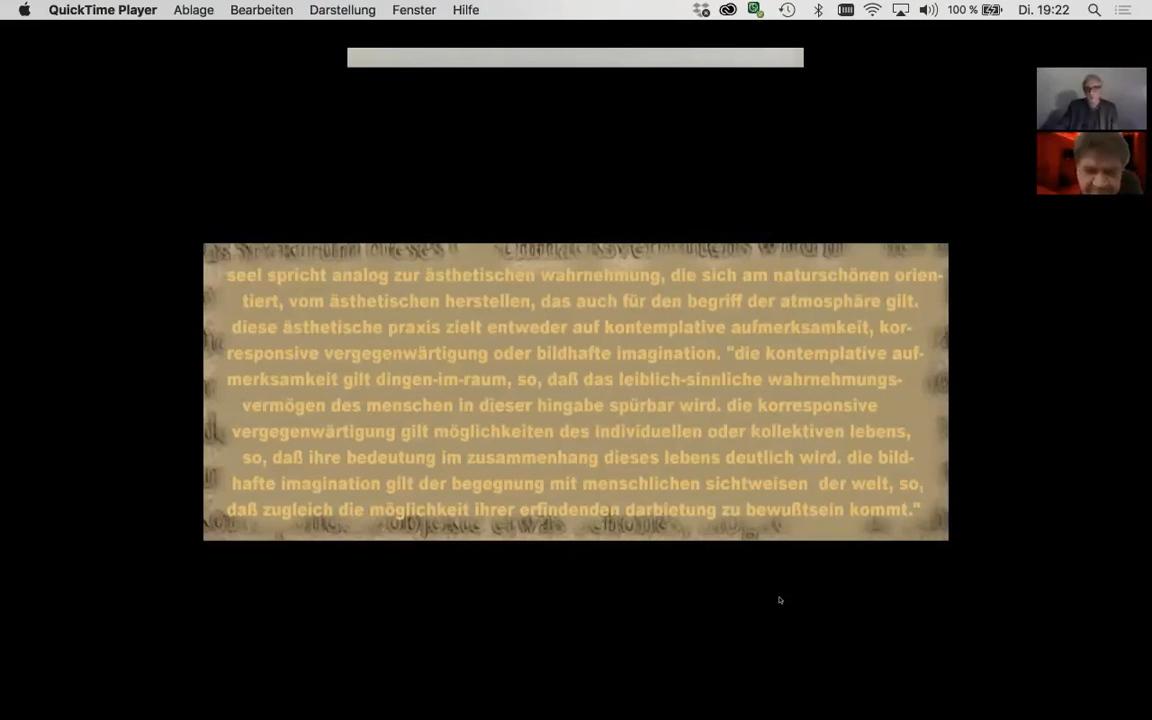 QuickTime Player Ablage Bearbeiten Darstellung Fenster Hilfe 100 % Di. 19:22
seel spricht analog zur ästhetischen wahrnehmung, die sich am naturschönen orien-
tiert, vom ästhetischen herstellen, das auch für den begriff der atmosphäre gilt.
diese ästhetische praxis zielt entweder auf kontemplative aufmerksamkeit, kor-
responsive vergegenwärtigung oder bildhafte imagination. "die kontemplative auf-
merksamkeit gilt dingen-im-raum, so, daß das leiblich-sinnliche wahrnehmungs-
vermögen des menschen in dieser hingabe spürbar wird. die korresponsive
vergegenwärtigung gilt möglichkeiten des individuellen oder kollektiven lebens,
so, daß ihre bedeutung im zusammenhang dieses lebens deutlich wird. die bild-
hafte imagination gilt der begegnung mit menschlichen sichtweisen der welt, so,
daß zugleich die möglichkeit ihrer erfindenden darbietung zu bewußtsein kommt."